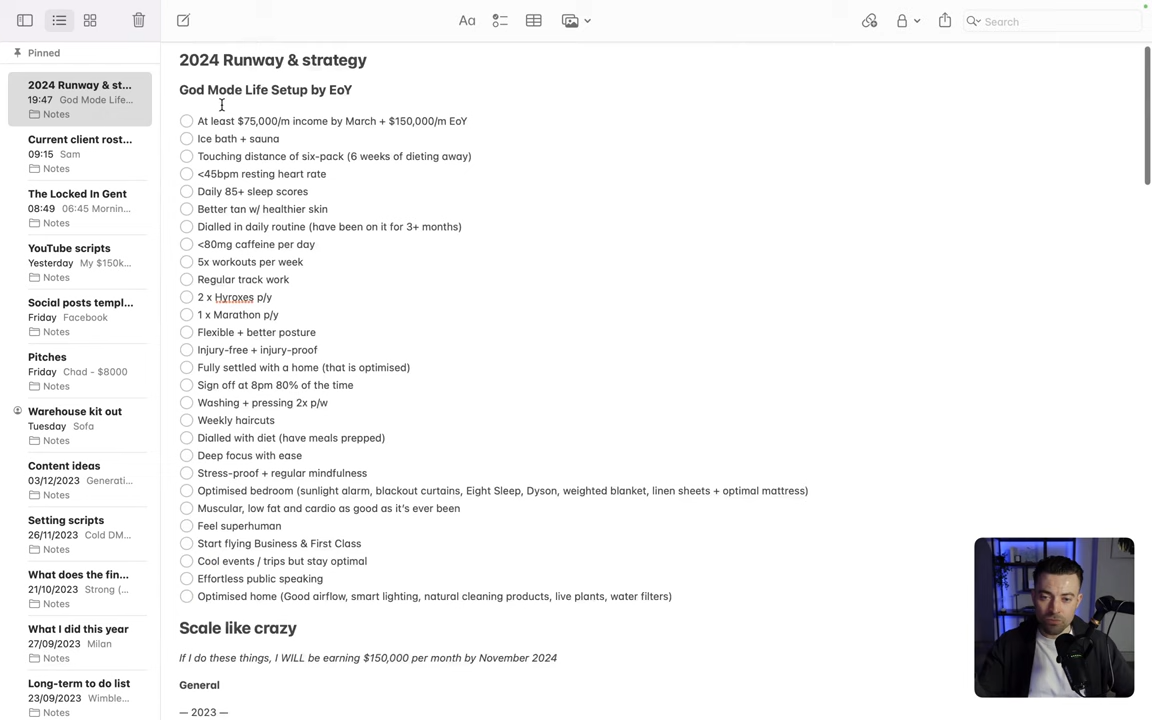 Aa
Search
Pinned
2024 Runway & st...
19:47 God Mode Life...
Notes
Current client rost...
09:15 Sam
Notes
The Locked In Gent
08:49 06:45 Mornin...
Notes
YouTube scripts
Yesterday My $150k...
Notes
Social posts templ...
Friday Facebook
Notes
Pitches
Friday Chad - $8000
Notes
Warehouse kit out
Tuesday Sofa
Notes
Content ideas
03/12/2023 Generati...
Notes
Setting scripts
26/11/2023 Cold DM...
Notes
What does the fin...
21/10/2023 Strong (...
Notes
What I did this year
27/09/2023 Milan
Notes
Long-term to do list
23/09/2023 Wimble...
Notes
2024 Runway & strategy
God Mode Life Setup by EoY
At least $75,000/m income by March + $150,000/m EoY
Ice bath + sauna
Touching distance of six-pack (6 weeks of dieting away)
<45bpm resting heart rate
Daily 85+ sleep scores
Better tan w/ healthier skin
Dialled in daily routine (have been on it for 3+ months)
<80mg caffeine per day
5x workouts per week
Regular track work
2 x Hyroxes p/y
1 x Marathon p/y
Flexible + better posture
Injury-free + injury-proof
Fully settled with a home (that is optimised)
Sign off at 8pm 80% of the time
Washing + pressing 2x p/w
Weekly haircuts
Dialled with diet (have meals prepped)
Deep focus with ease
Stress-proof + regular mindfulness
Optimised bedroom (sunlight alarm, blackout curtains, Eight Sleep, Dyson, weighted blanket, linen sheets + optimal mattress)
Muscular, low fat and cardio as good as it's ever been
Feel superhuman
Start flying Business & First Class
Cool events / trips but stay optimal
Effortless public speaking
Optimised home (Good airflow, smart lighting, natural cleaning products, live plants, water filters)
Scale like crazy
If I do these things, I WILL be earning $150,000 per month by November 2024
General
— 2023 —